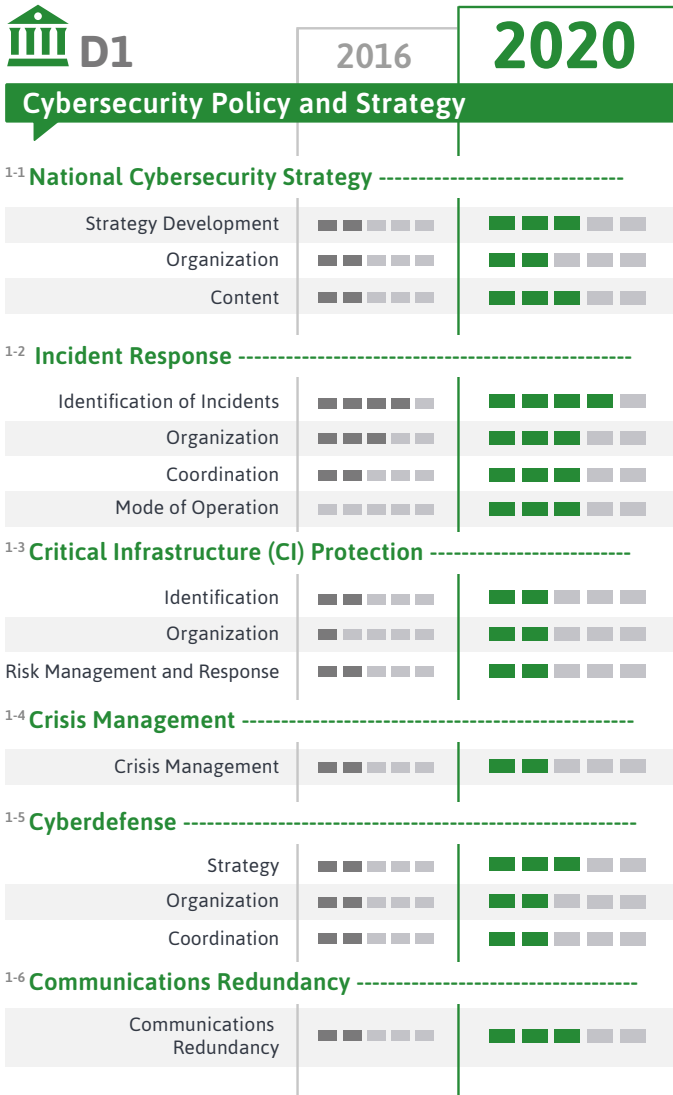 D1
2016
2020
Cybersecurity Policy and Strategy
1-1 National Cybersecurity Strategy
Strategy Development
Organization
Content
1-2 Incident Response
Identification of Incidents
Organization
Coordination
Mode of Operation
1-3 Critical Infrastructure (CI) Protection
Identification
Organization
Risk Management and Response
1-4 Crisis Management
Crisis Management
1-5 Cyberdefense
Strategy
Organization
Coordination
1-6 Communications Redundancy
Communications
Redundancy